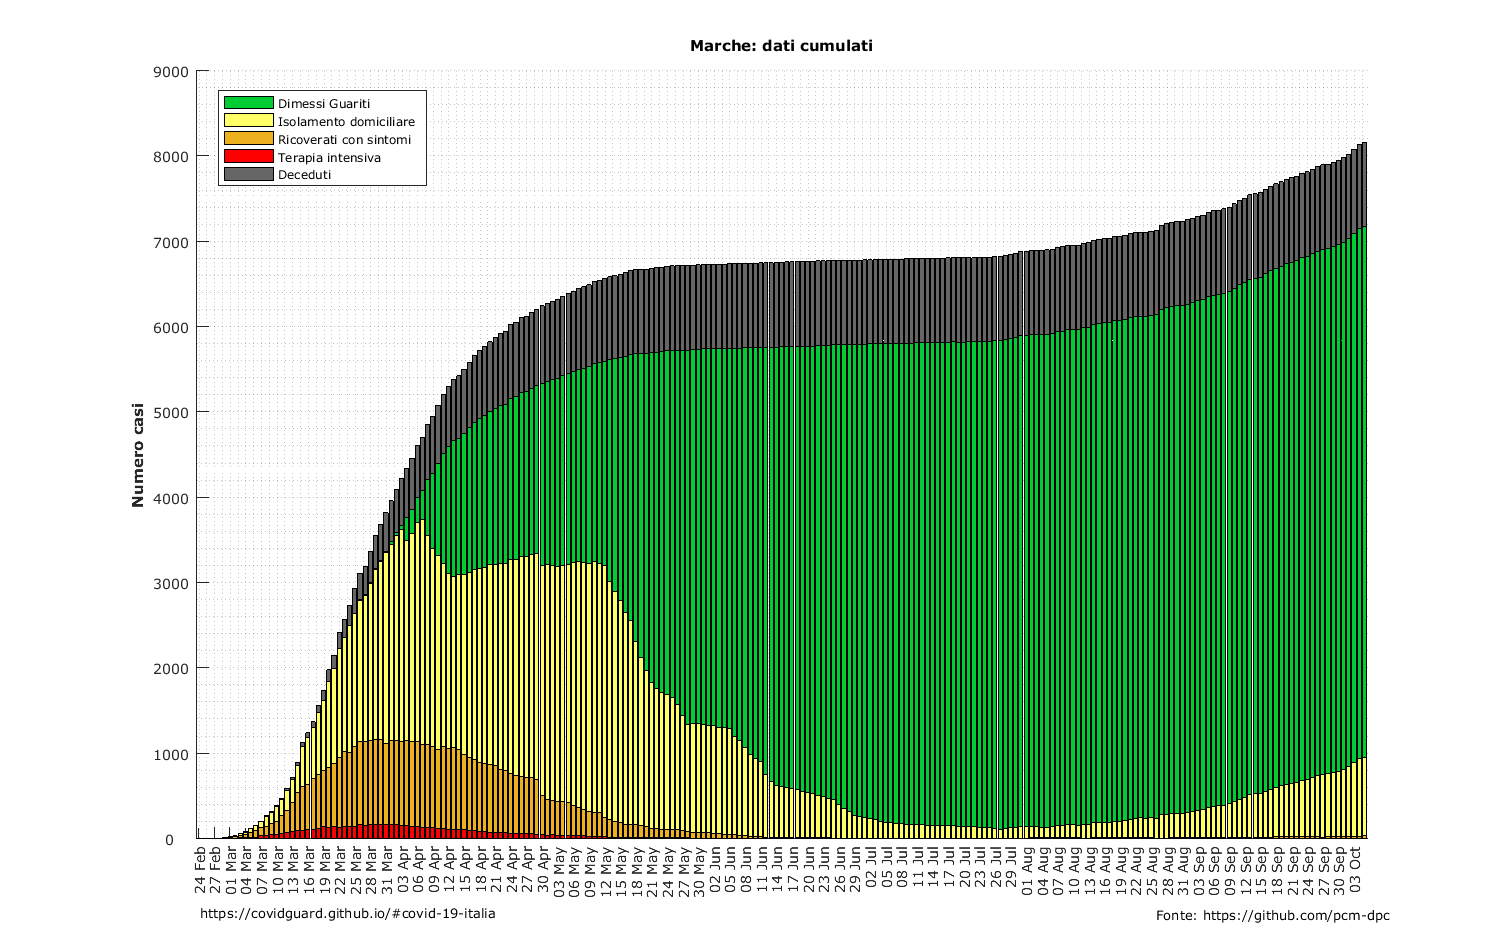 Marche: dati cumulati
9000
8000
7000
6000
5000
4000
3000
2000
1000
0
Numero casi
Dimessi Guariti
Isolamento domiciliare
Ricoverati con sintomi
Terapia intensiva
Deceduti
24 Feb
27 Feb
01 Mar
04 Mar
07 Mar
10 Mar
13 Mar
16 Mar
19 Mar
22 Mar
25 Mar
28 Mar
31 Mar
03 Apr
06 Apr
09 Apr
12 Apr
15 Apr
18 Apr
21 Apr
24 Apr
27 Apr
30 Apr
03 May
06 May
09 May
12 May
15 May
18 May
21 May
24 May
27 May
30 May
02 Jun
05 Jun
08 Jun
11 Jun
14 Jun
17 Jun
20 Jun
23 Jun
26 Jun
29 Jun
02 Jul
05 Jul
08 Jul
11 Jul
14 Jul
17 Jul
20 Jul
23 Jul
26 Jul
29 Jul
01 Aug
04 Aug
07 Aug
10 Aug
13 Aug
16 Aug
19 Aug
22 Aug
25 Aug
28 Aug
31 Aug
03 Sep
06 Sep
09 Sep
12 Sep
15 Sep
18 Sep
21 Sep
24 Sep
27 Sep
30 Sep
03 Oct
https://covidguard.github.io/#covid-19-italia
Fonte: https://github.com/pcm-dpc